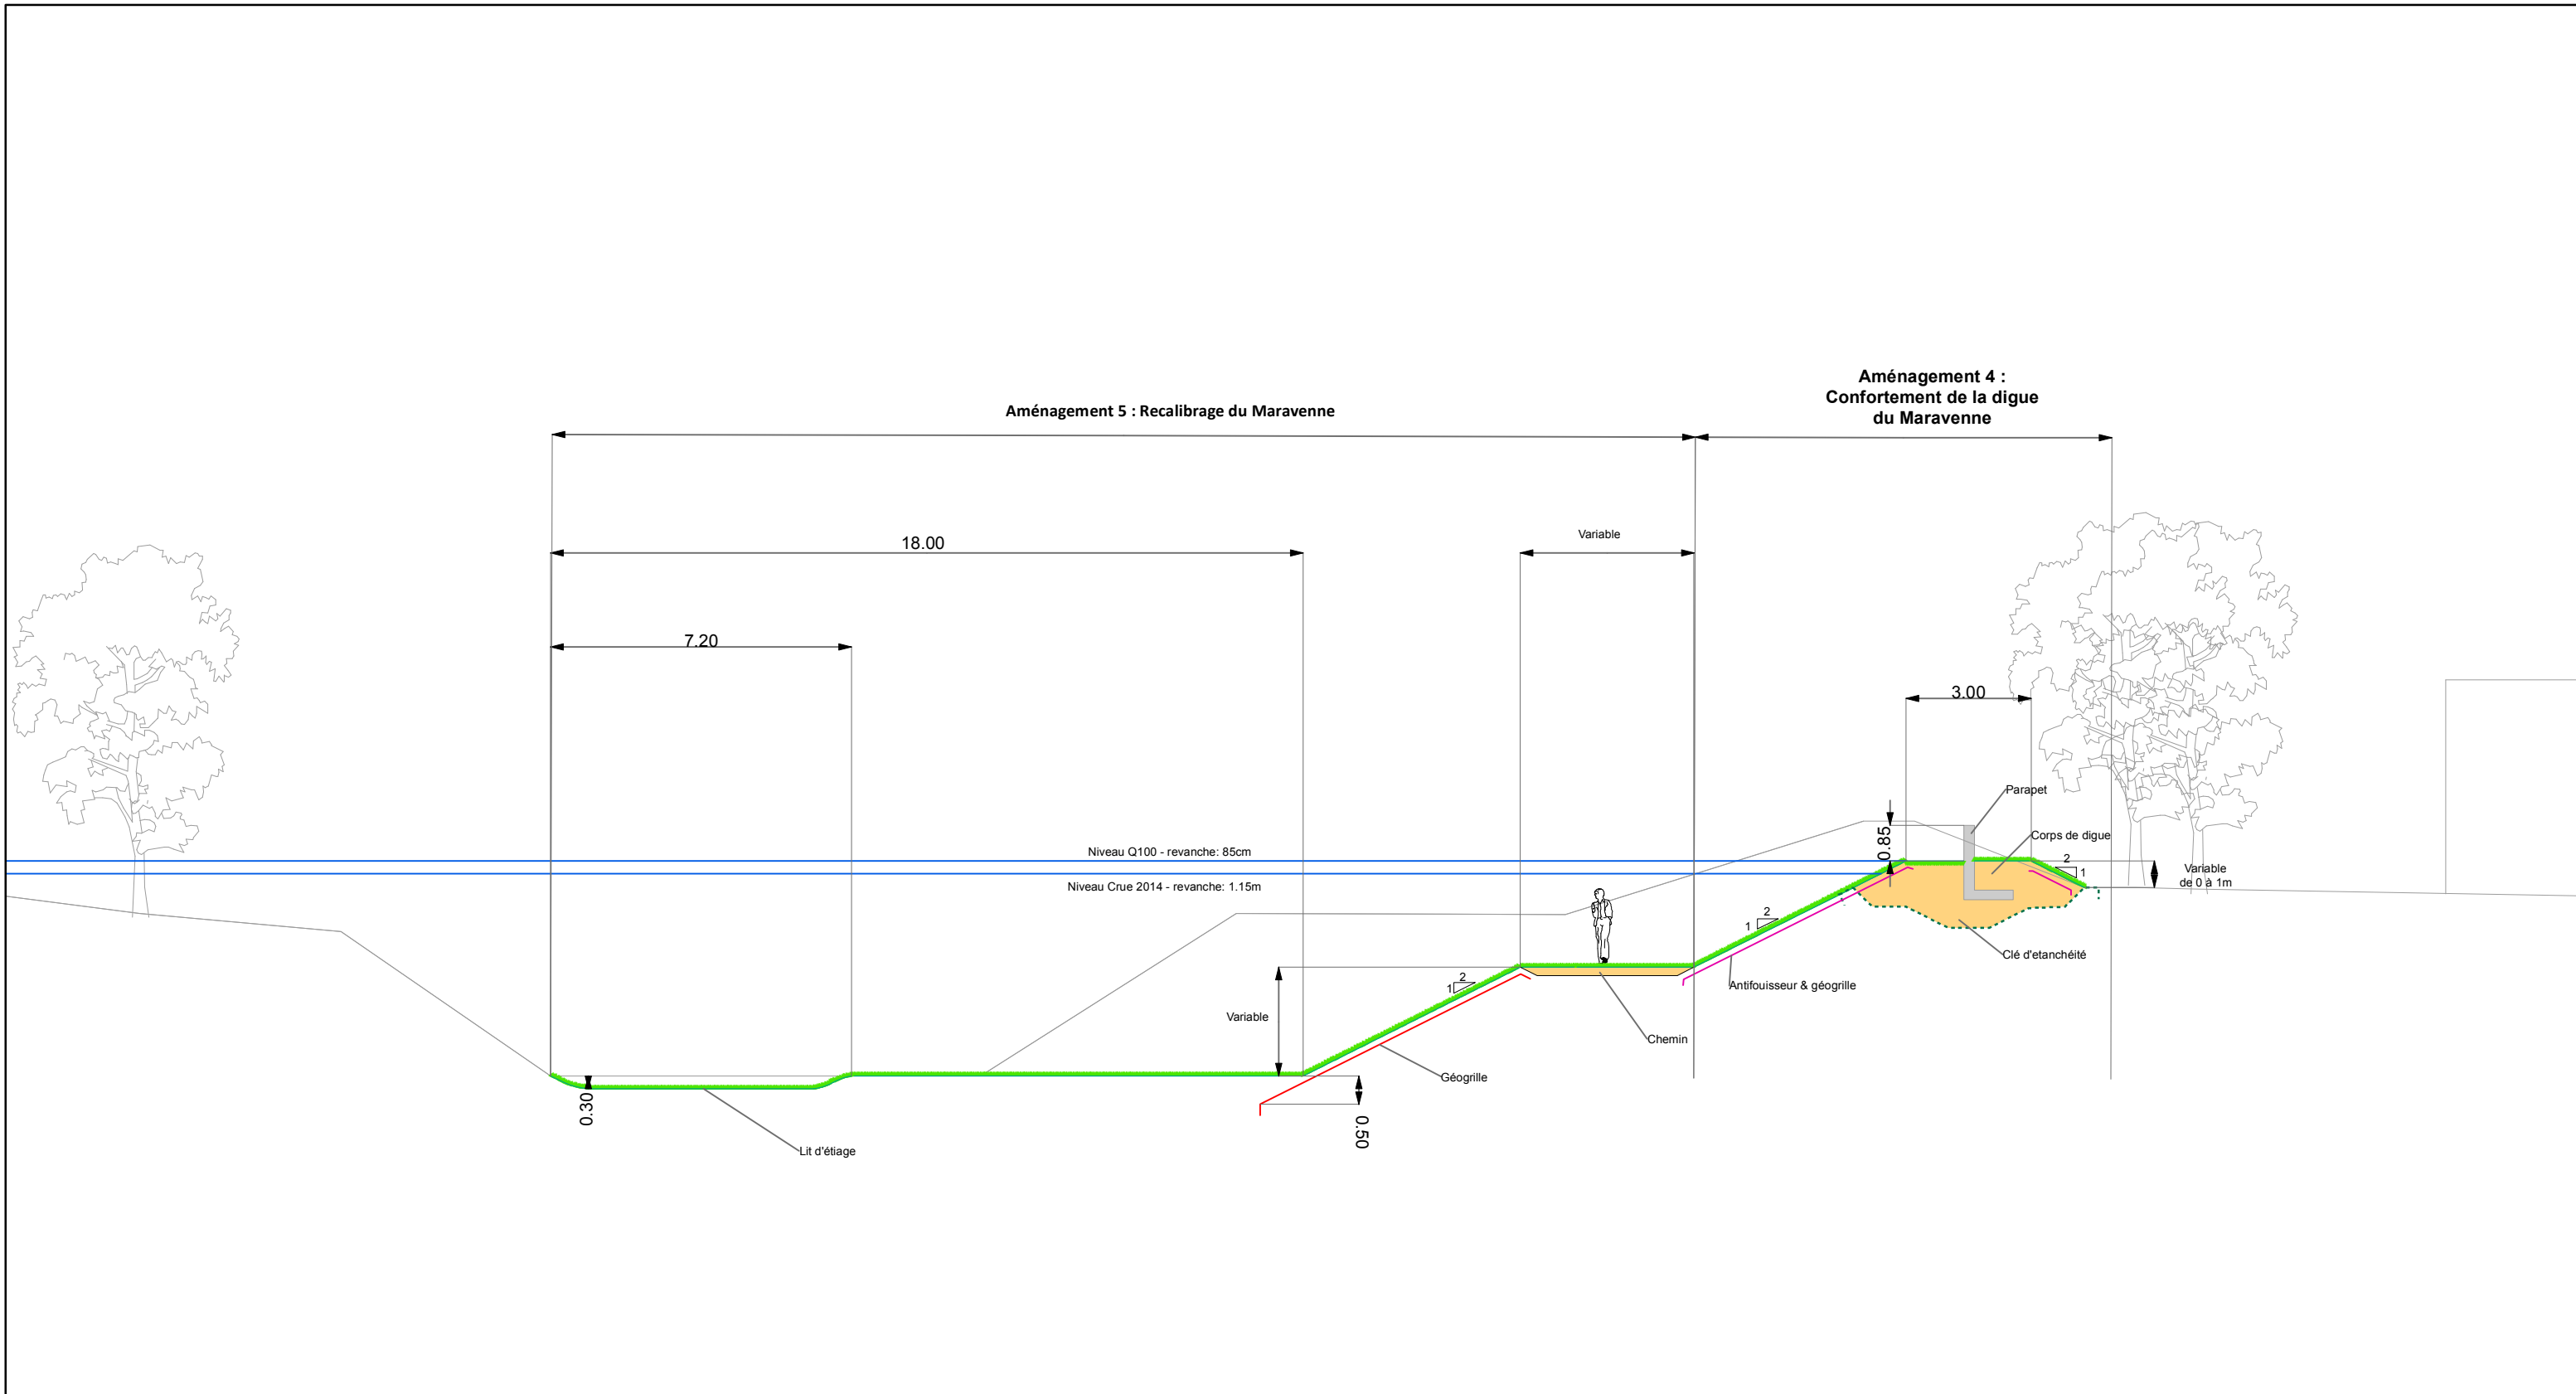 Aménagement 4 :
Confortement de la digue
du Maravenne
Aménagement 5 : Recalibrage du Maravenne
18.00
Variable
7.20
3.00
Parapet
0.85
Corps de digue
Niveau Q100 - revanche: 85cm
Niveau Crue 2014 - revanche: 1.15m
2
1
Variable
de 0 à 1m
2
1
Clé d'etanchéité
2
1
Antifouisseur & géogrille
Variable
Chemin
Géogrille
0.30
0.50
Lit d'étiage